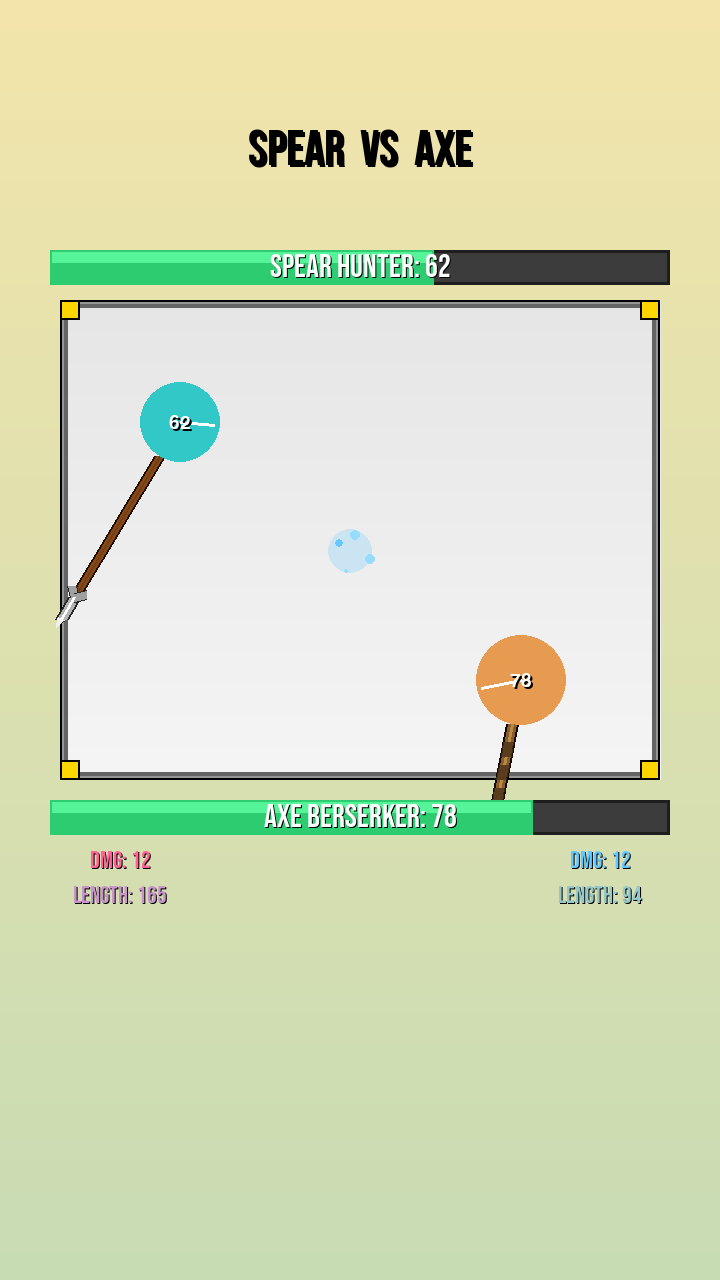 SPEAR VS AXE
SPEAR HUNTER: 62
62
78
AXE BERSERKER: 78
DMG: 12
DMG: 12
LENGTH: 165
LENGTH: 94